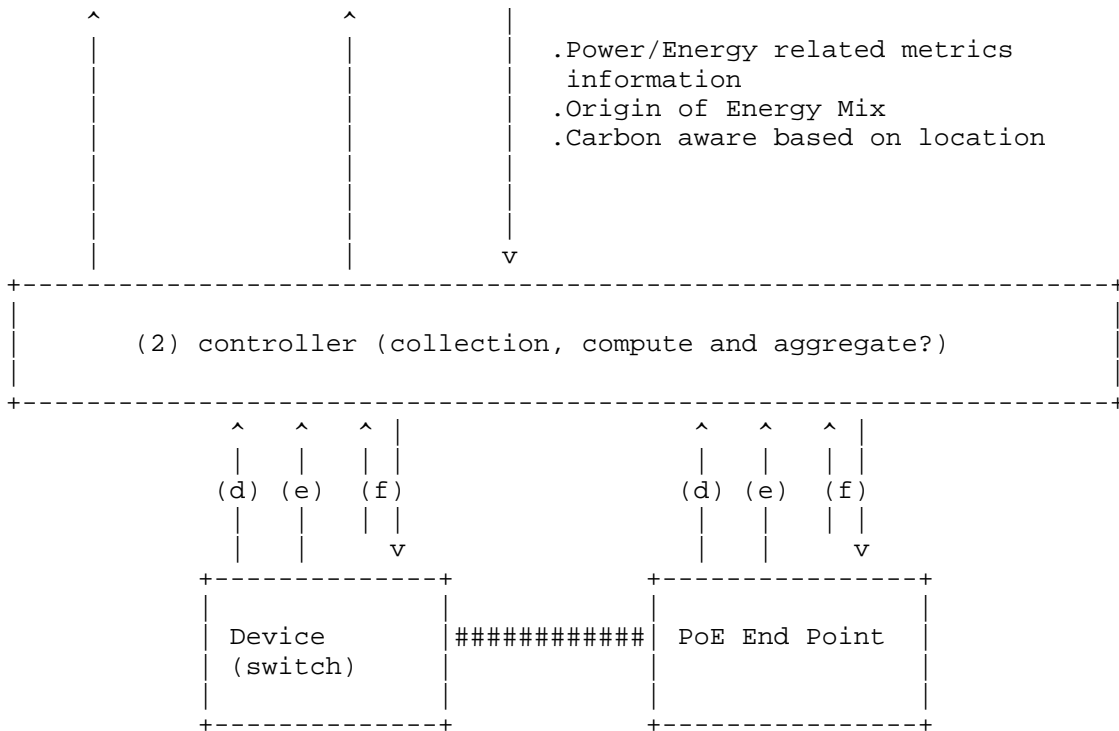 .Power/Energy related metrics
information
.Origin of Energy Mix
.Carbon aware based on location
(2) controller (collection, compute and aggregate?)
(d) (e) (f) (d) (e) (f)
Device ############ PoE End Point
(switch)